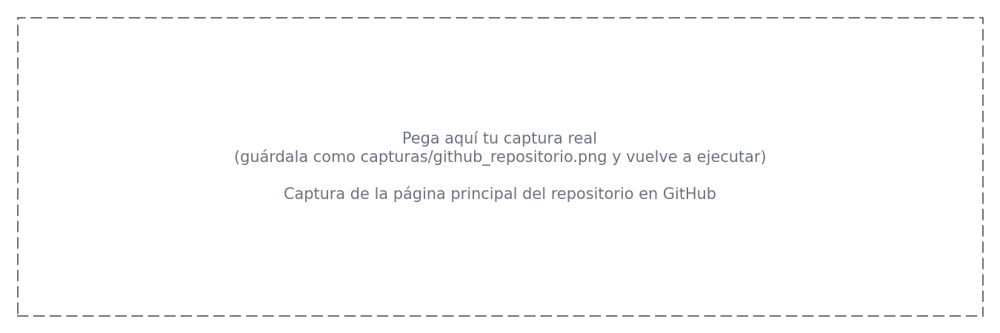 Pega aquí tu captura real
(guárdala como capturas/github_repositorio.png y vuelve a ejecutar)
Captura de la página principal del repositorio en GitHub